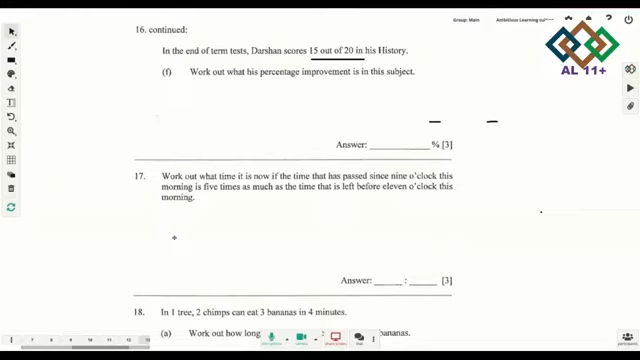 Group: Main
Ambitious Learning
AL 11+
16. continued:
In the end of term tests, Darshan scores 15 out of 20 in his History.
(f) Work out what his percentage improvement is in this subject.
Answer: ____________ % [3]
17. Work out what time it is now if the time that has passed since nine o'clock this
morning is five times as much as the time that is left before eleven o'clock this
morning.
Answer: ______ : ______ [3]
18. In 1 tree, 2 chimps can eat 3 bananas in 4 minutes.
(a) Work out how long bananas.